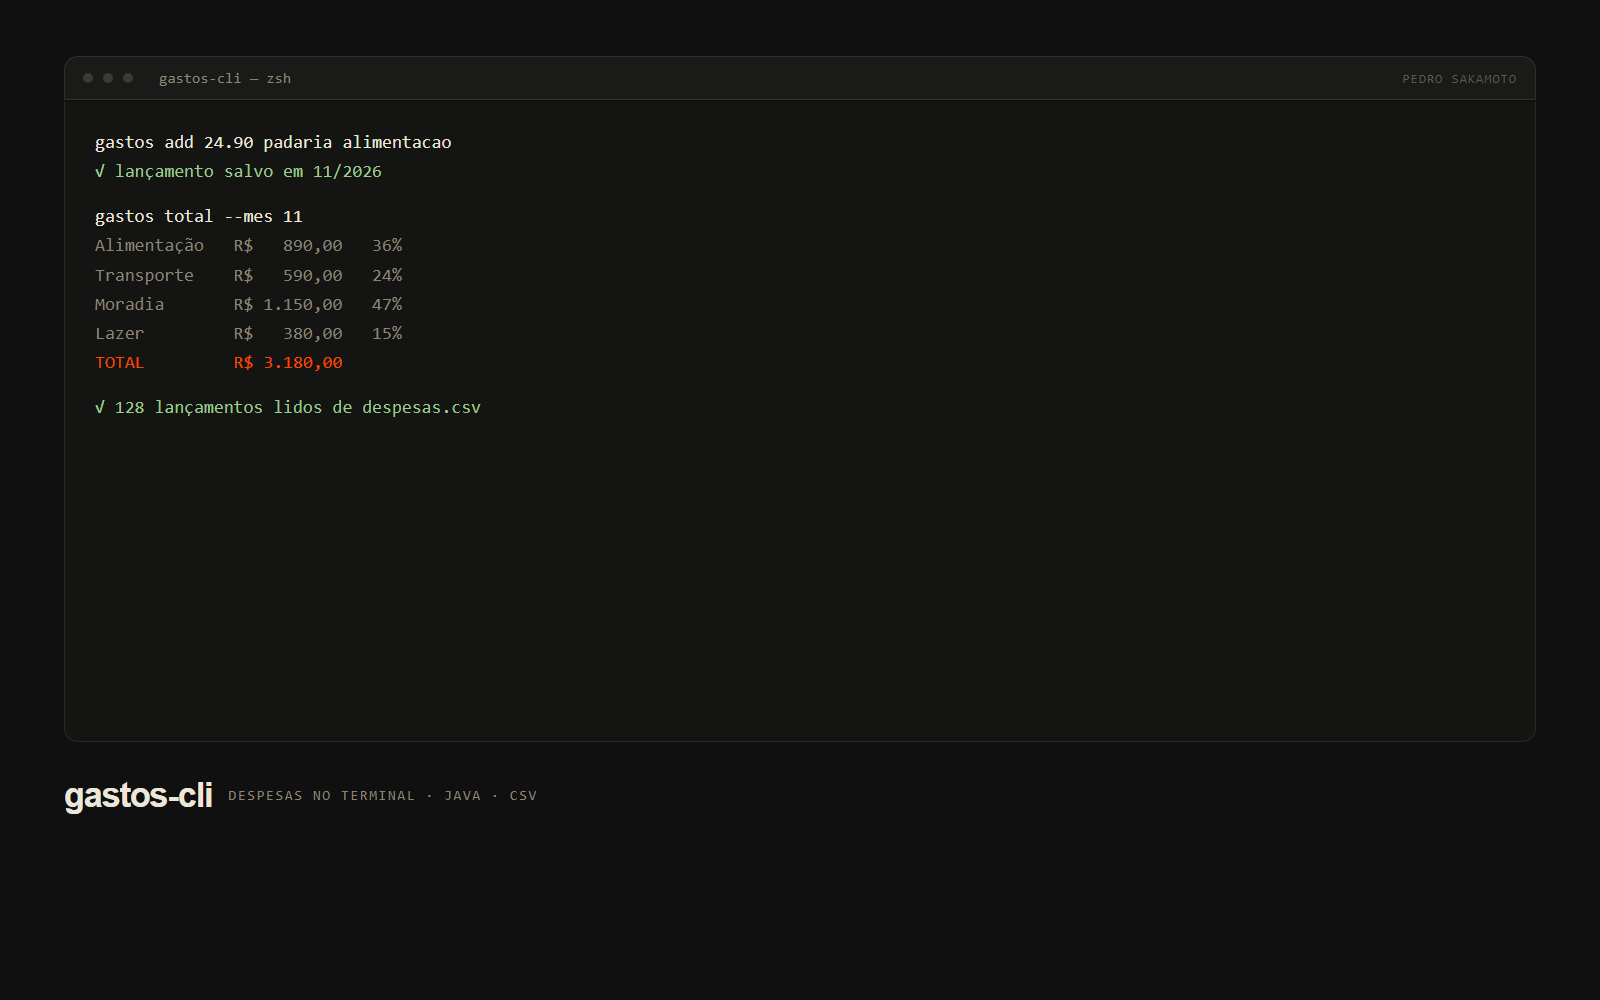 gastos-cli — zsh
PEDRO SAKAMOTO
gastos add 24.90 padaria alimentacao
√ lançamento salvo em 11/2026
gastos total --mes 11
Alimentação R$ 890,00 36%
Transporte R$ 590,00 24%
Moradia R$ 1.150,00 47%
Lazer R$ 380,00 15%
TOTAL R$ 3.180,00
√ 128 lançamentos lidos de despesas.csv
gastos-cli DESPESAS NO TERMINAL · JAVA · CSV